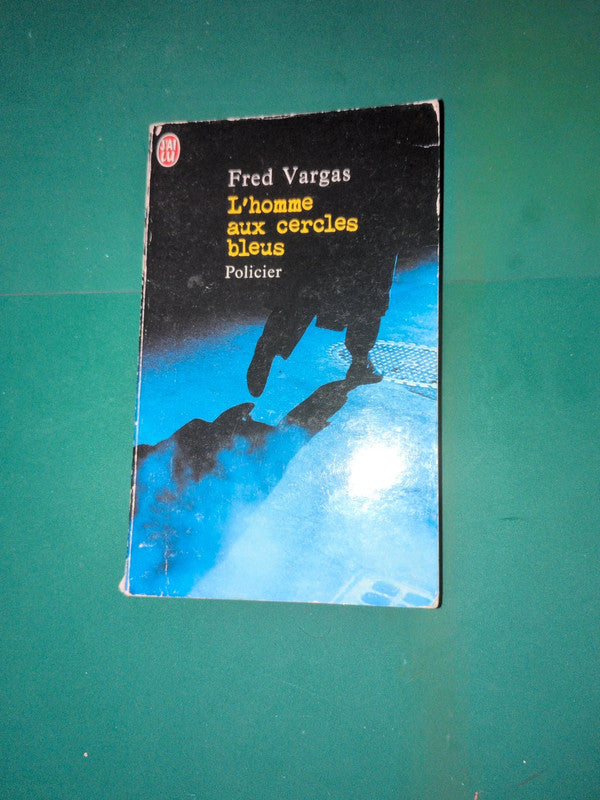 J'AI
LU
Fred Vargas
L'homme
aux cercles
bleus
Policier